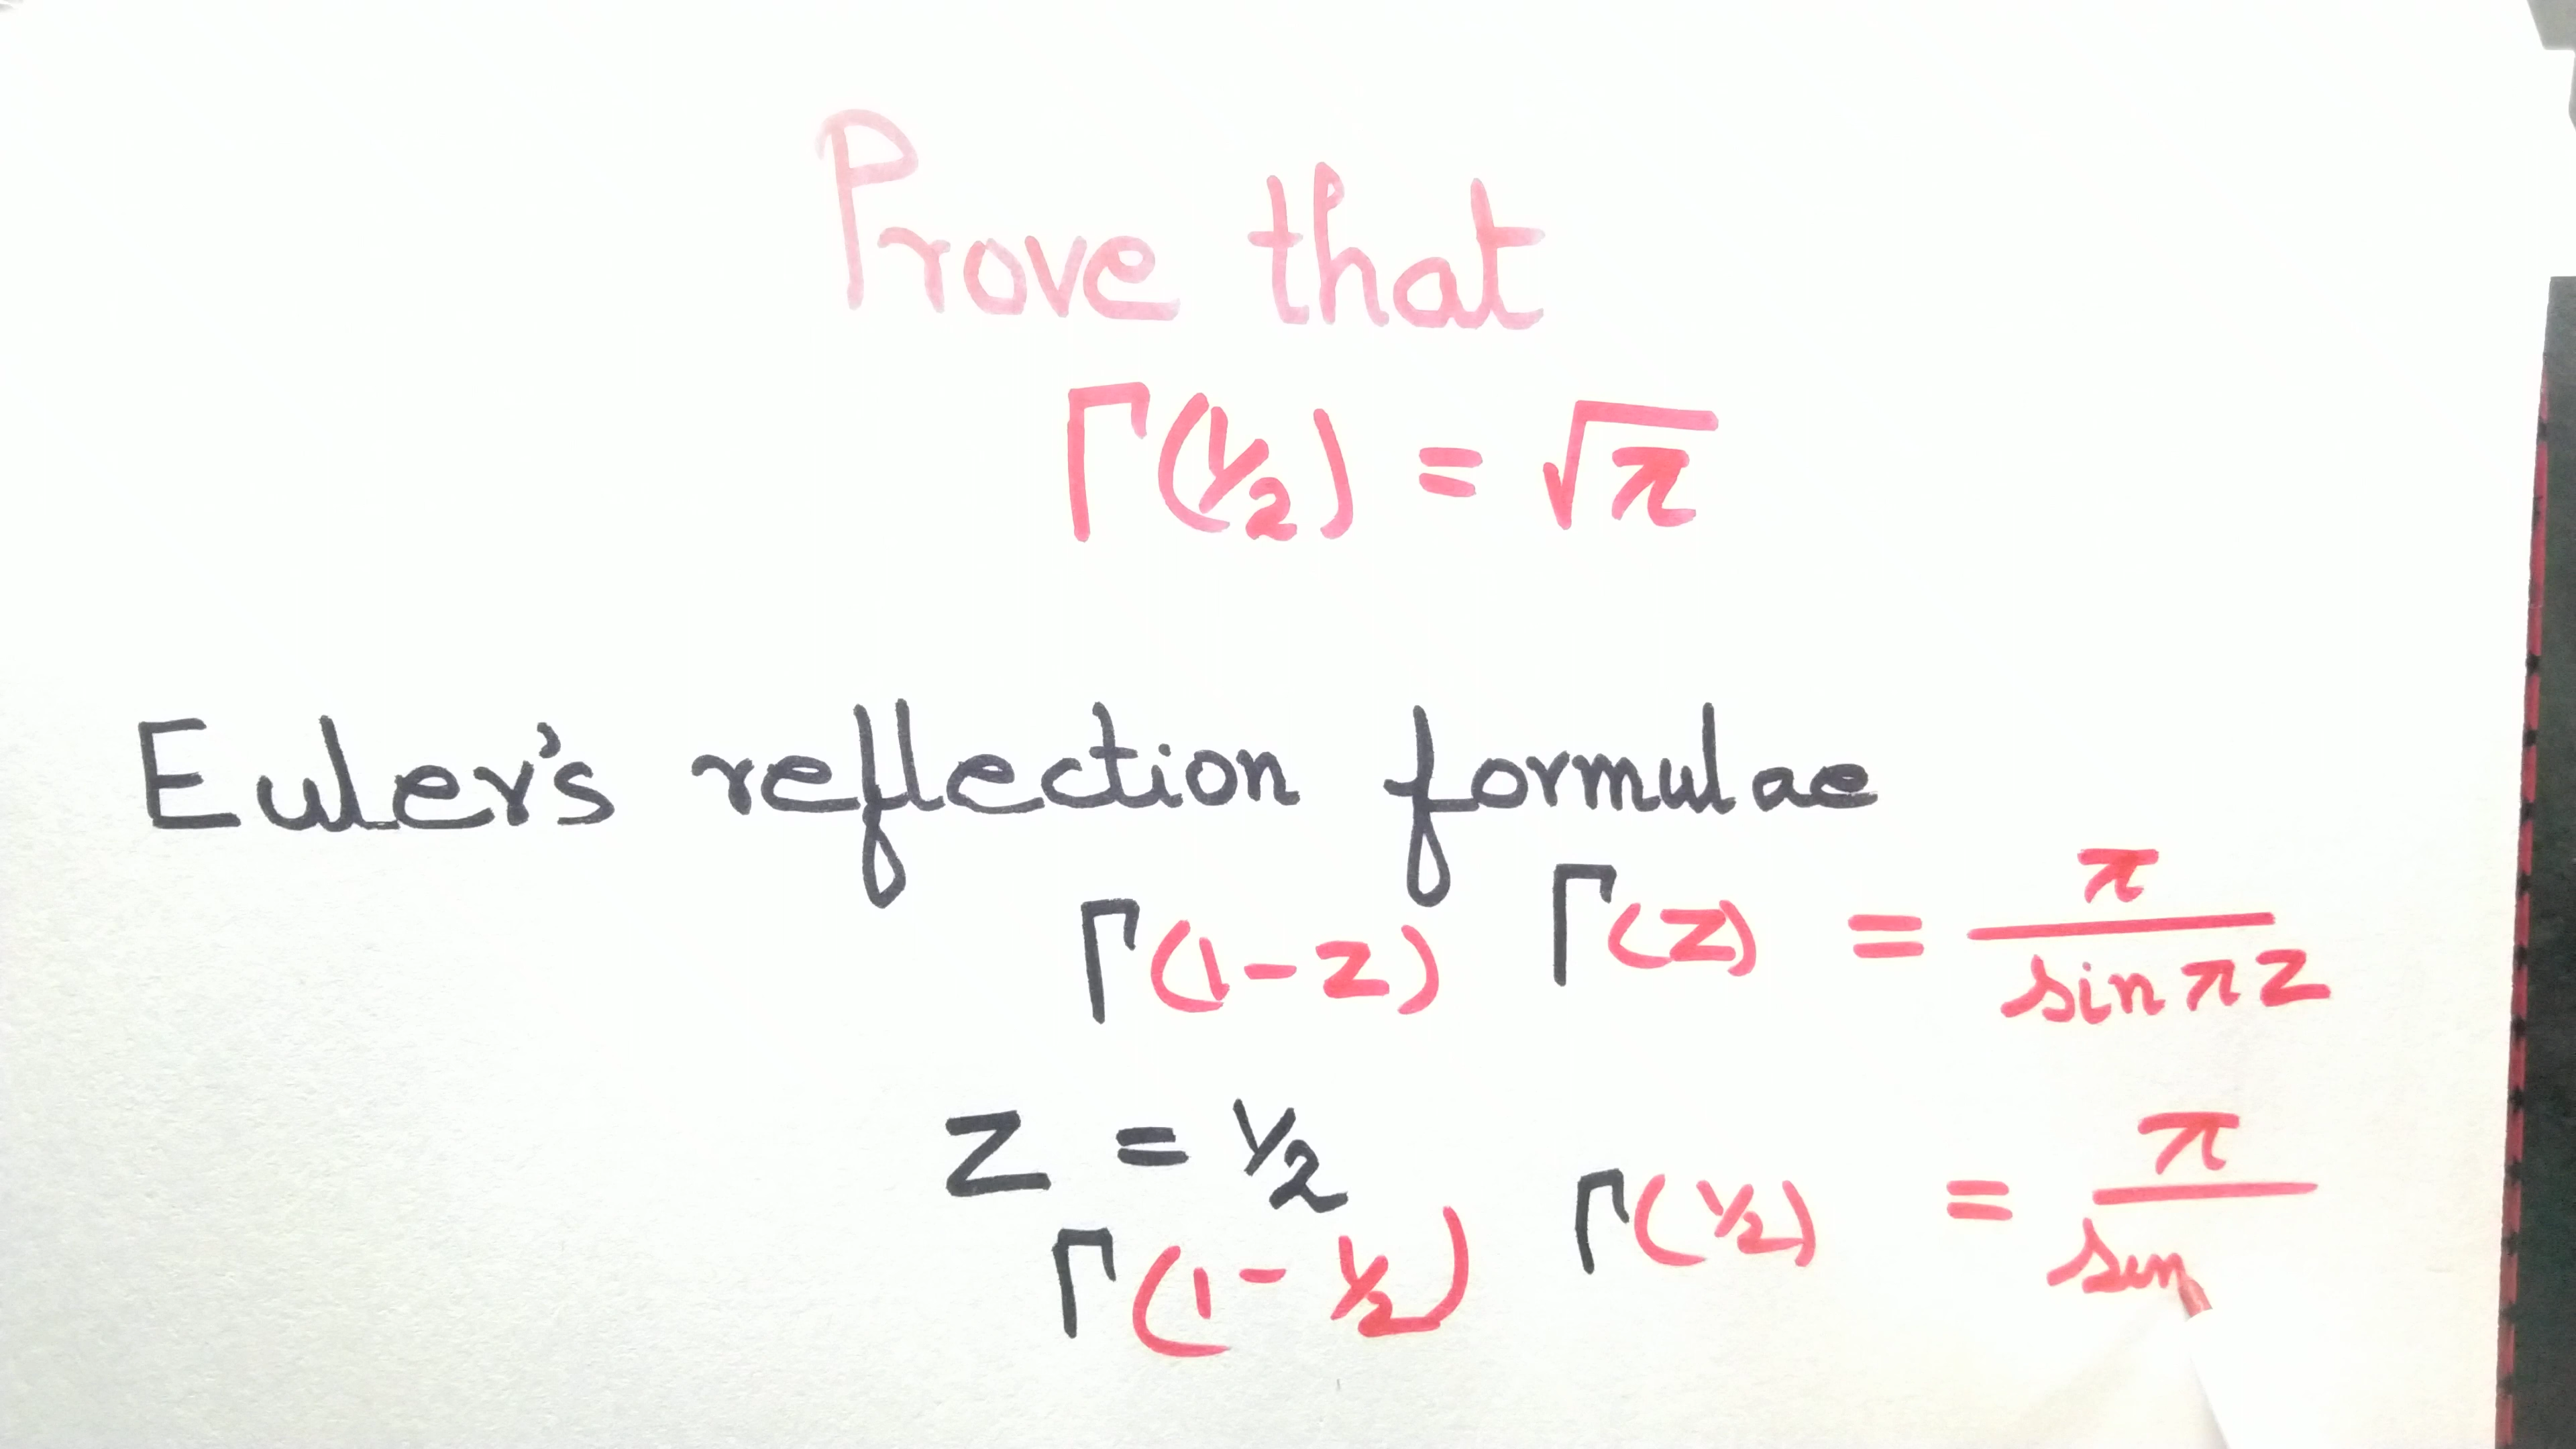 Prove that
Γ(1/2) = √π
Euler's reflection formulae
Γ(1-z) Γ(z) = π / sin πz
z = 1/2
Γ(1 - 1/2) Γ(1/2) = π / sin